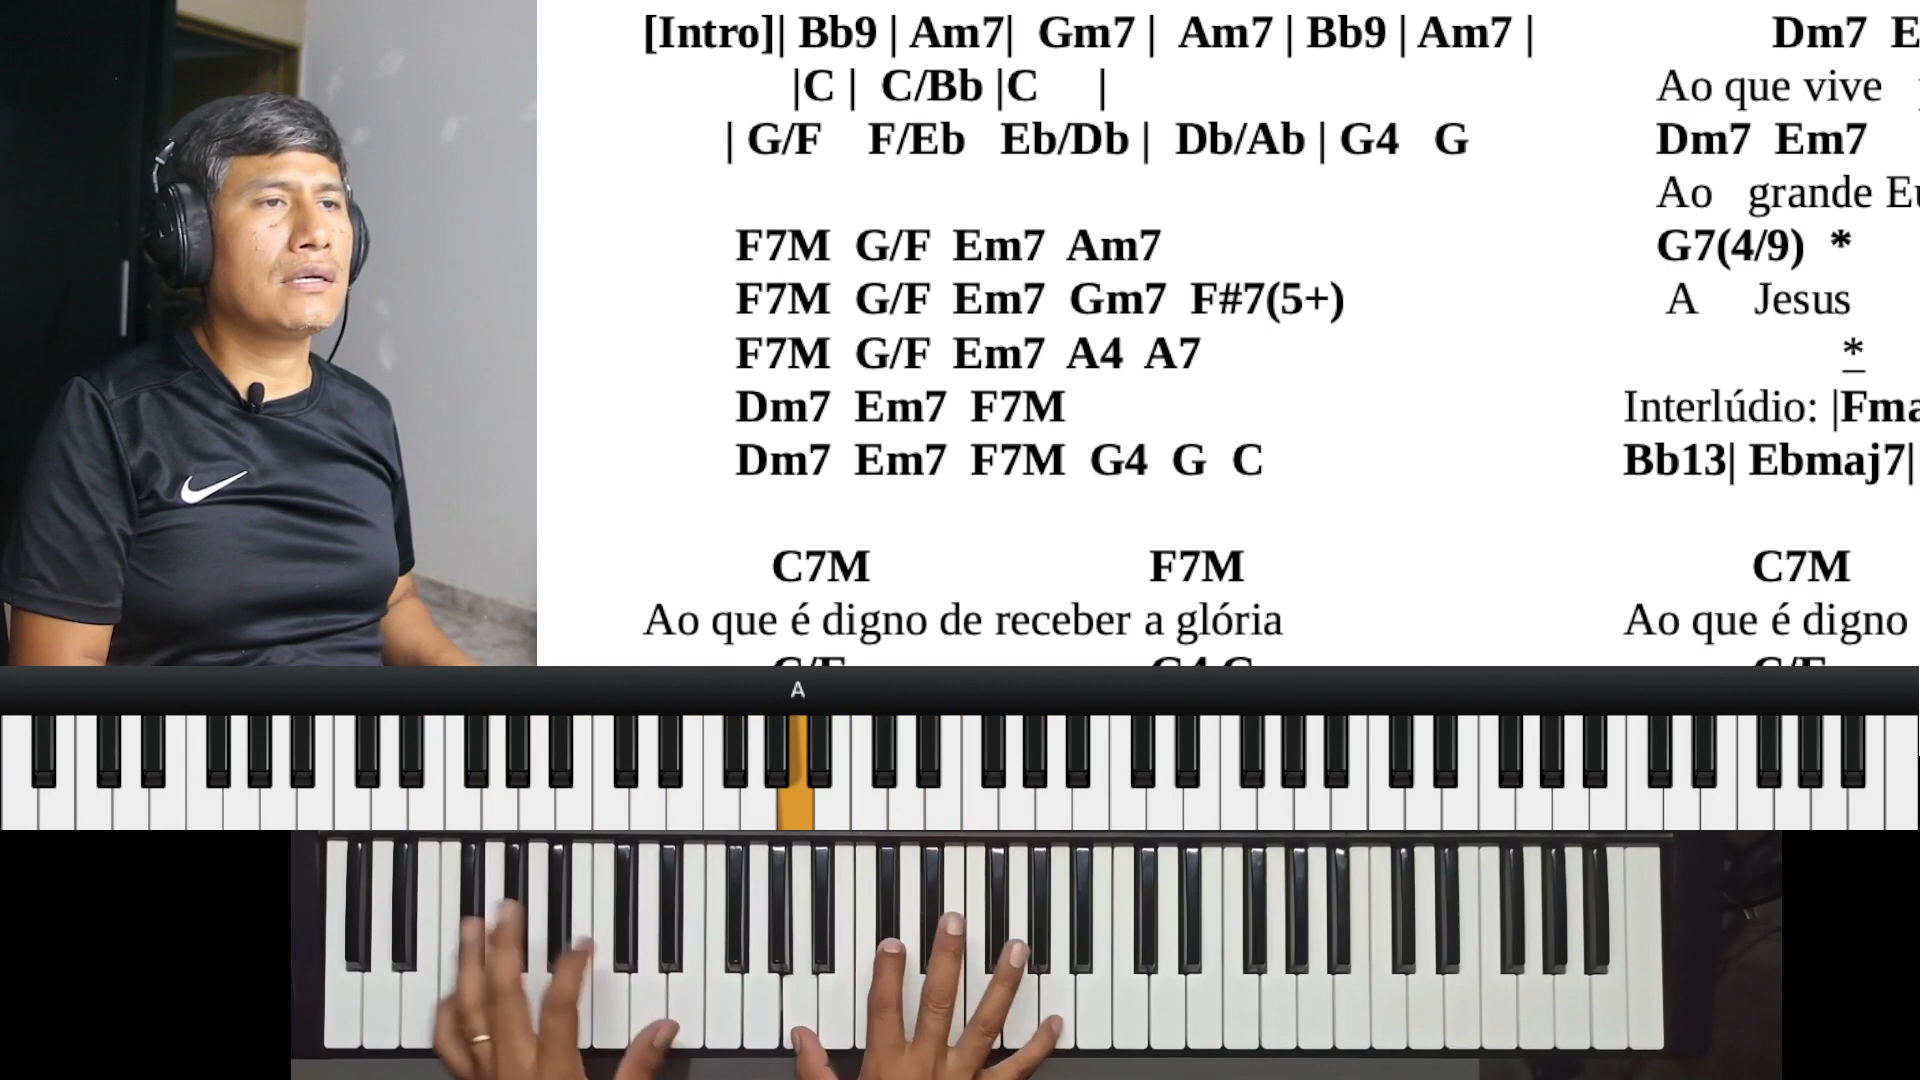 [Intro]| Bb9 | Am7| Gm7 | Am7 | Bb9 | Am7 |
|C | C/Bb |C |
| G/F F/Eb Eb/Db | Db/Ab | G4 G
F7M G/F Em7 Am7
F7M G/F Em7 Gm7 F#7(5+)
F7M G/F Em7 A4 A7
Dm7 Em7 F7M
Dm7 Em7 F7M G4 G C
C7M F7M
Ao que é digno de receber a glória
Dm7
Ao que vive
Dm7 Em7
Ao grande
G7(4/9) *
A Jesus
*
Interlúdio:
Bb13| Ebmaj7|
C7M
Ao que é digno
A